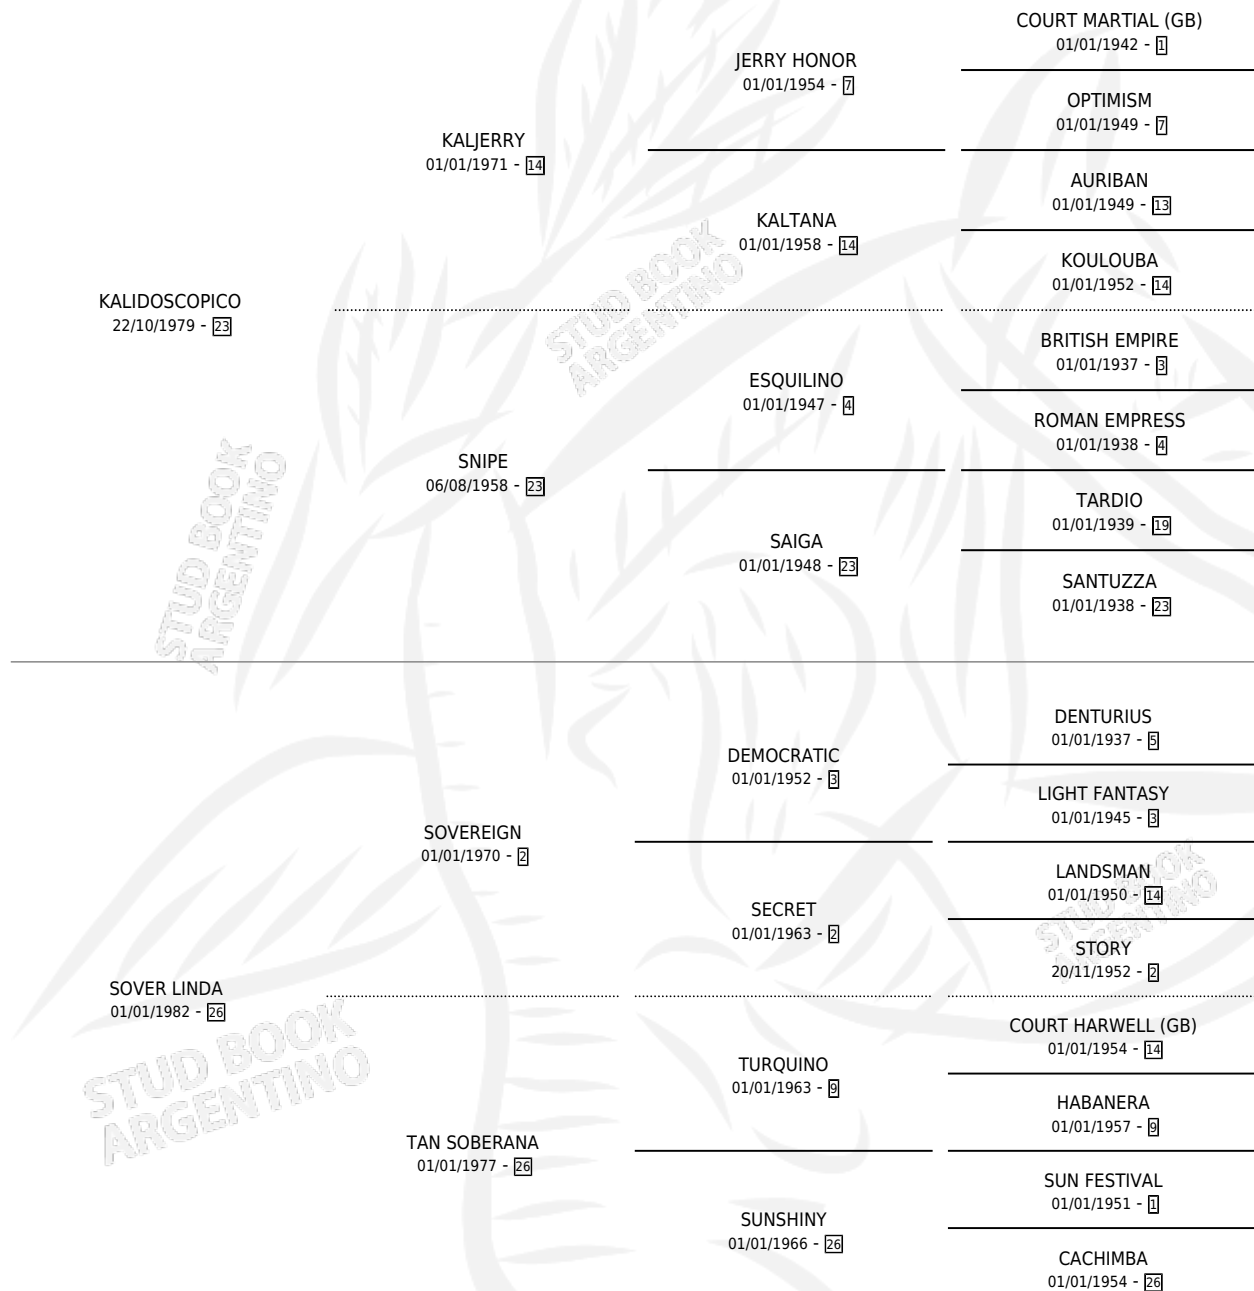 COURT MARTIAL (GB)
01/01/1942 - 1
JERRY HONOR
01/01/1954 - 7
OPTIMISM
01/01/1949 - 7
KALJERRY
01/01/1971 - 14
AURIBAN
01/01/1949 - 13
KALTANA
01/01/1958 - 14
KOULOUBA
01/01/1952 - 14
KALIDOSCOPICO
22/10/1979 - 23
BRITISH EMPIRE
01/01/1937 - 3
ESQUILINO
01/01/1947 - 4
ROMAN EMPRESS
01/01/1938 - 4
SNIPE
06/08/1958 - 23
TARDIO
01/01/1939 - 19
SAIGA
01/01/1948 - 23
SANTUZZA
01/01/1938 - 23
DENTURIUS
01/01/1937 - 5
DEMOCRATIC
01/01/1952 - 3
LIGHT FANTASY
01/01/1945 - 3
SOVEREIGN
01/01/1970 - 2
LANDSMAN
01/01/1950 - 14
SECRET
01/01/1963 - 2
STORY
20/11/1952 - 2
SOVER LINDA
01/01/1982 - 26
COURT HARWELL (GB)
01/01/1954 - 14
TURQUINO
01/01/1963 - 9
HABANERA
01/01/1957 - 9
TAN SOBERANA
01/01/1977 - 26
SUN FESTIVAL
01/01/1951 - 1
SUNSHINY
01/01/1966 - 26
CACHIMBA
01/01/1954 - 26
STUD BOOK
ARGENTINO
STUD BOOK
ARGENTINO
STUD BOOK
ARGENTINO
STUD BOOK
ARGENTINO